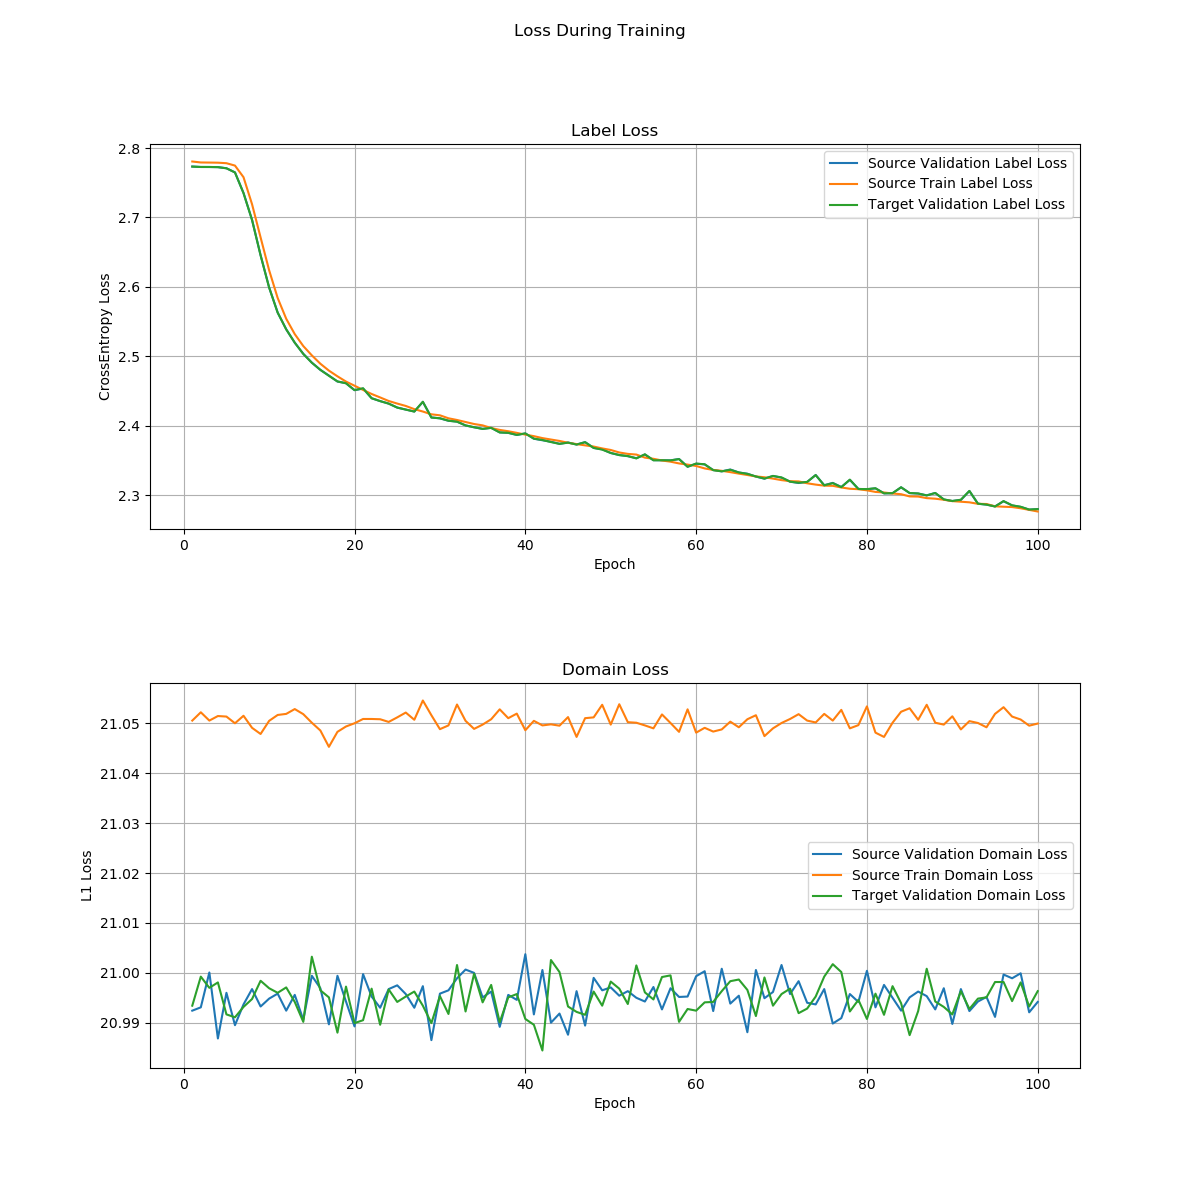 Loss During Training
Label Loss
2.8
2.7
2.6
2.5
2.4
2.3
CrossEntropy Loss
Source Validation Label Loss
Source Train Label Loss
Target Validation Label Loss
0 20 40 60 80 100
Epoch
Domain Loss
21.05
21.04
21.03
21.02
21.01
21.00
20.99
L1 Loss
Source Validation Domain Loss
Source Train Domain Loss
Target Validation Domain Loss
0 20 40 60 80 100
Epoch